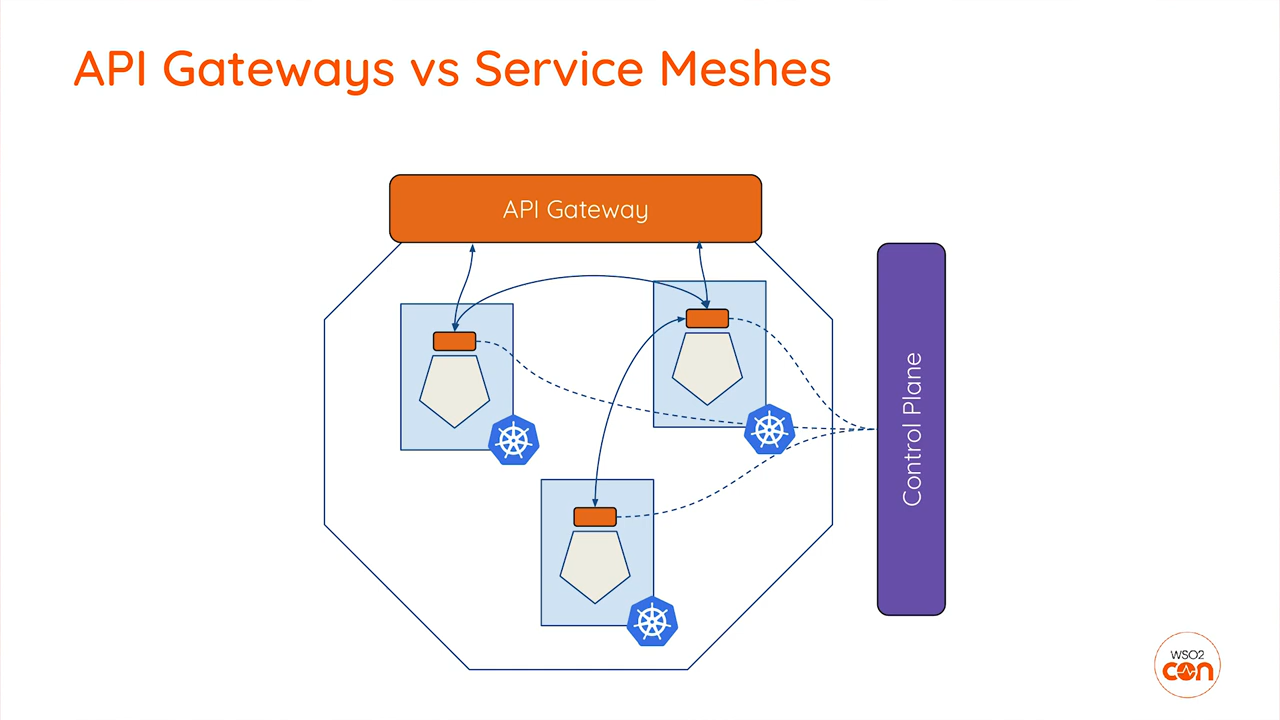 API Gateways vs Service Meshes
API Gateway
Control Plane
WSO2
con